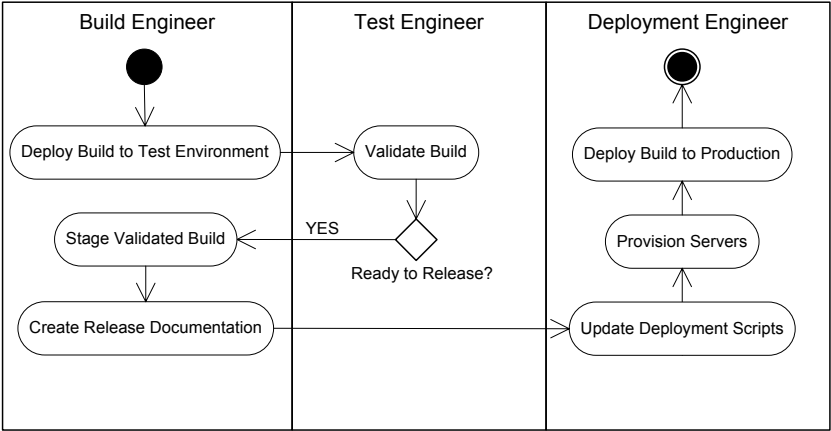 Build Engineer
Test Engineer
Deployment Engineer
Deploy Build to Test Environment
Validate Build
Deploy Build to Production
Stage Validated Build
YES
Provision Servers
Ready to Release?
Create Release Documentation
Update Deployment Scripts